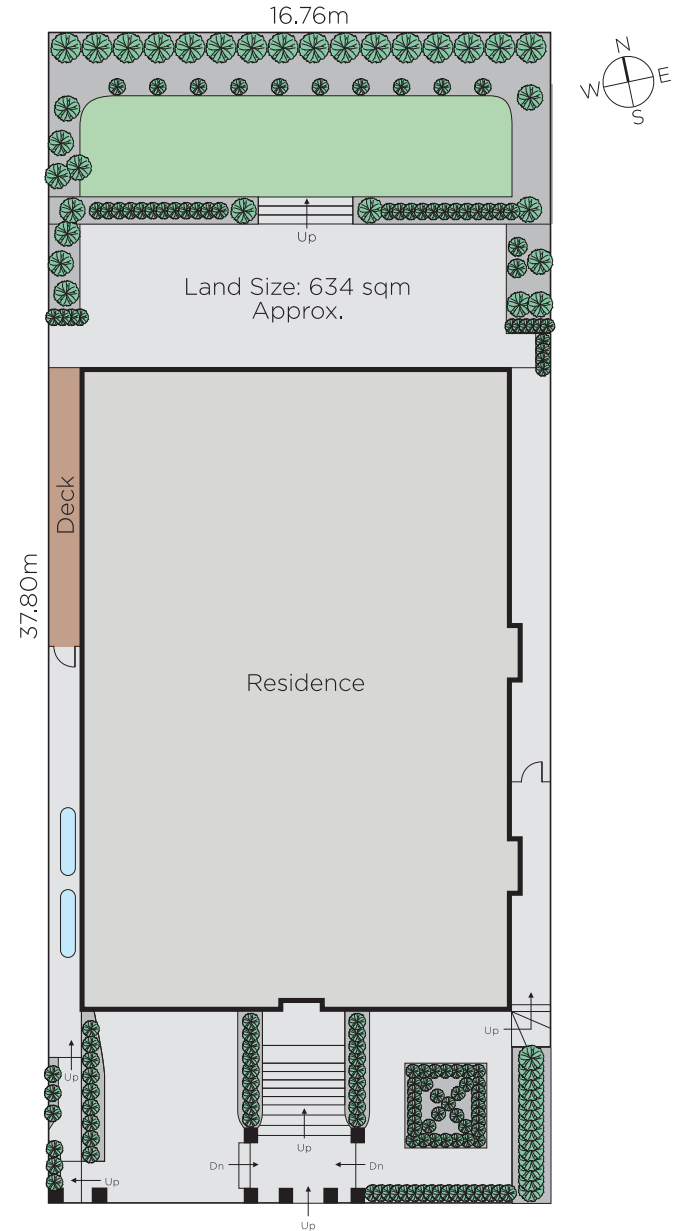 16.76m
N
W
E
S
Up
Land Size: 634 sqm
Approx.
Deck
37.80m
Residence
Up
Up
Up
Dn
Dn
Up
Up